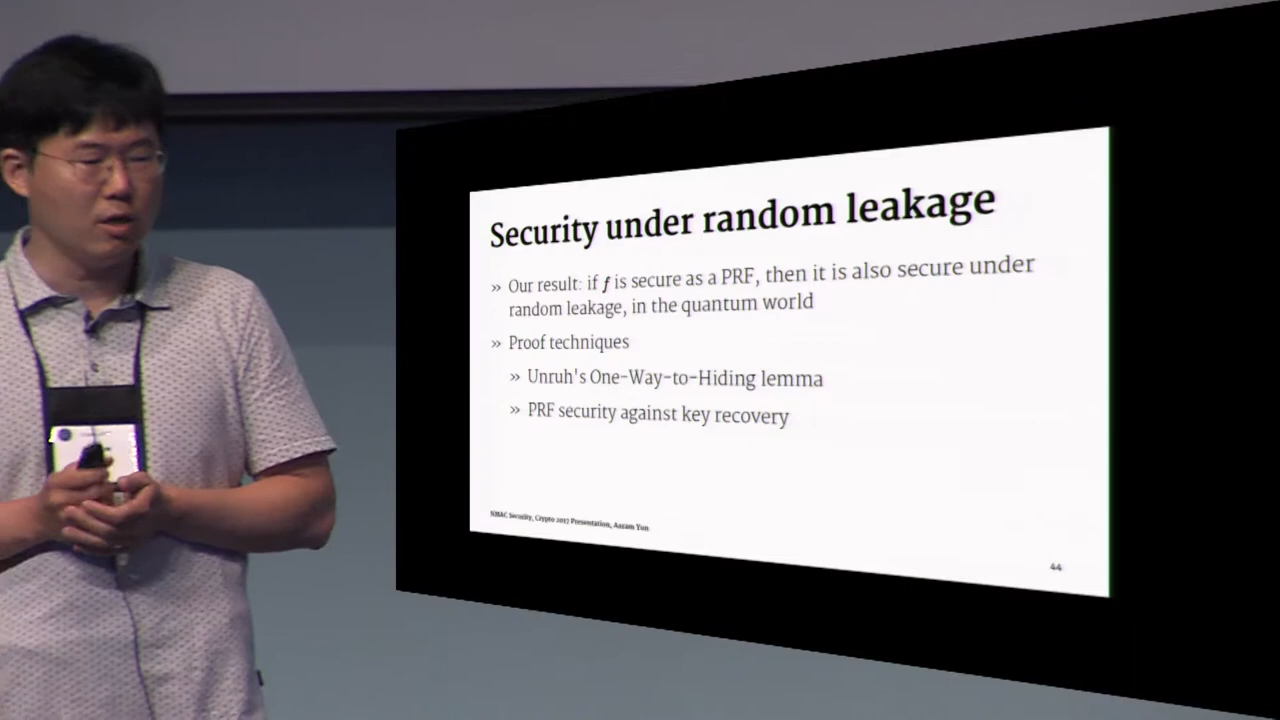 Security under random leakage
» Our result: if f is secure as a PRF, then it is also secure under
random leakage, in the quantum world
» Proof techniques
» Unruh's One-Way-to-Hiding lemma
» PRF security against key recovery
NMAC Security, Crypto 2017 Presentation, Aaram Yun
44